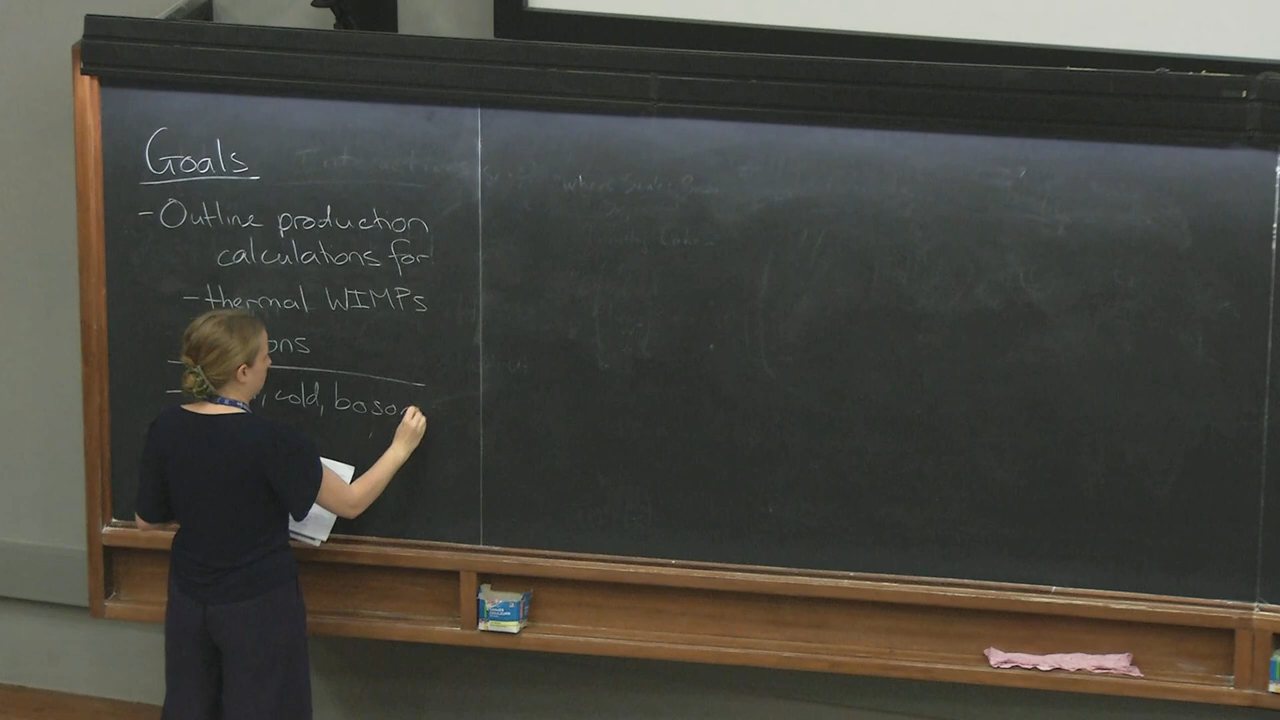 Goals
- Outline production
calculations for
- thermal WIMPs
ons
- , cold, boso